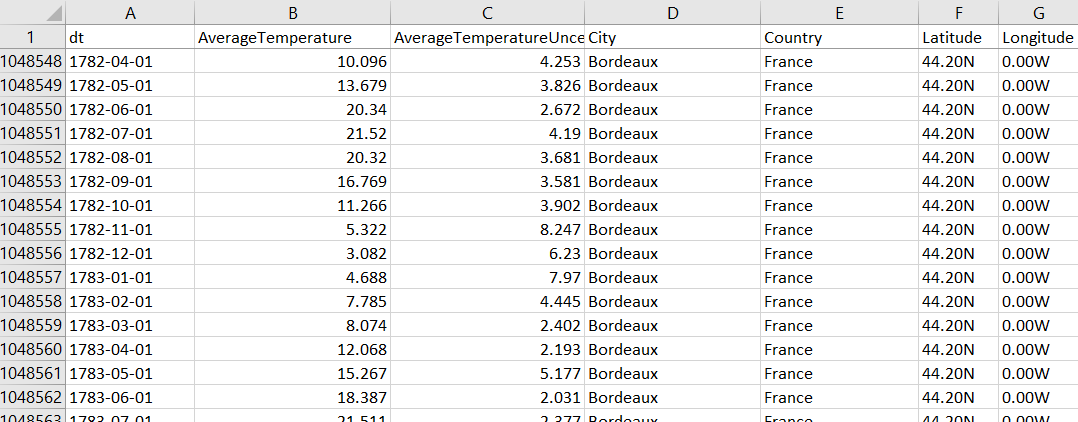 A B C D E F G
1 dt AverageTemperature AverageTemperatureUnce City Country Latitude Longitude
1048548 1782-04-01 10.096 4.253 Bordeaux France 44.20N 0.00W
1048549 1782-05-01 13.679 3.826 Bordeaux France 44.20N 0.00W
1048550 1782-06-01 20.34 2.672 Bordeaux France 44.20N 0.00W
1048551 1782-07-01 21.52 4.19 Bordeaux France 44.20N 0.00W
1048552 1782-08-01 20.32 3.681 Bordeaux France 44.20N 0.00W
1048553 1782-09-01 16.769 3.581 Bordeaux France 44.20N 0.00W
1048554 1782-10-01 11.266 3.902 Bordeaux France 44.20N 0.00W
1048555 1782-11-01 5.322 8.247 Bordeaux France 44.20N 0.00W
1048556 1782-12-01 3.082 6.23 Bordeaux France 44.20N 0.00W
1048557 1783-01-01 4.688 7.97 Bordeaux France 44.20N 0.00W
1048558 1783-02-01 7.785 4.445 Bordeaux France 44.20N 0.00W
1048559 1783-03-01 8.074 2.402 Bordeaux France 44.20N 0.00W
1048560 1783-04-01 12.068 2.193 Bordeaux France 44.20N 0.00W
1048561 1783-05-01 15.267 5.177 Bordeaux France 44.20N 0.00W
1048562 1783-06-01 18.387 2.031 Bordeaux France 44.20N 0.00W
1048563 1783-07-01 21.511 2.377 Bordeaux France 44.20N 0.00W